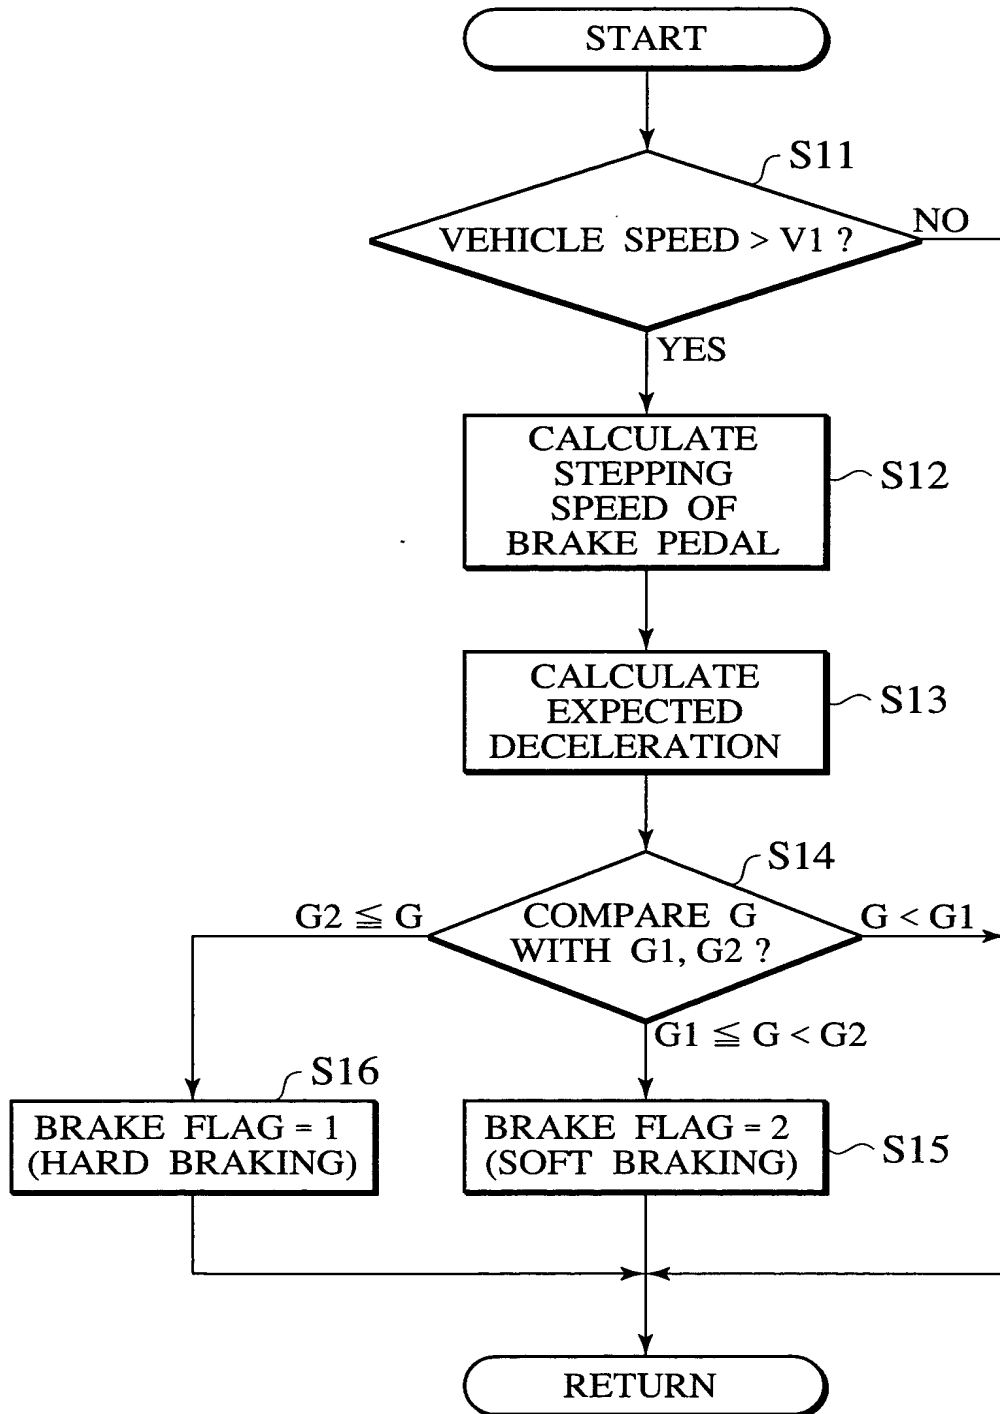 START
S11
VEHICLE SPEED > V1 ?
NO
YES
CALCULATE
STEPPING
SPEED OF
BRAKE PEDAL
S12
CALCULATE
EXPECTED
DECELERATION
S13
S14
G2 ≦ G
COMPARE G
WITH G1, G2 ?
G < G1
G1 ≦ G < G2
S16
BRAKE FLAG = 1
(HARD BRAKING)
BRAKE FLAG = 2
(SOFT BRAKING)
S15
RETURN